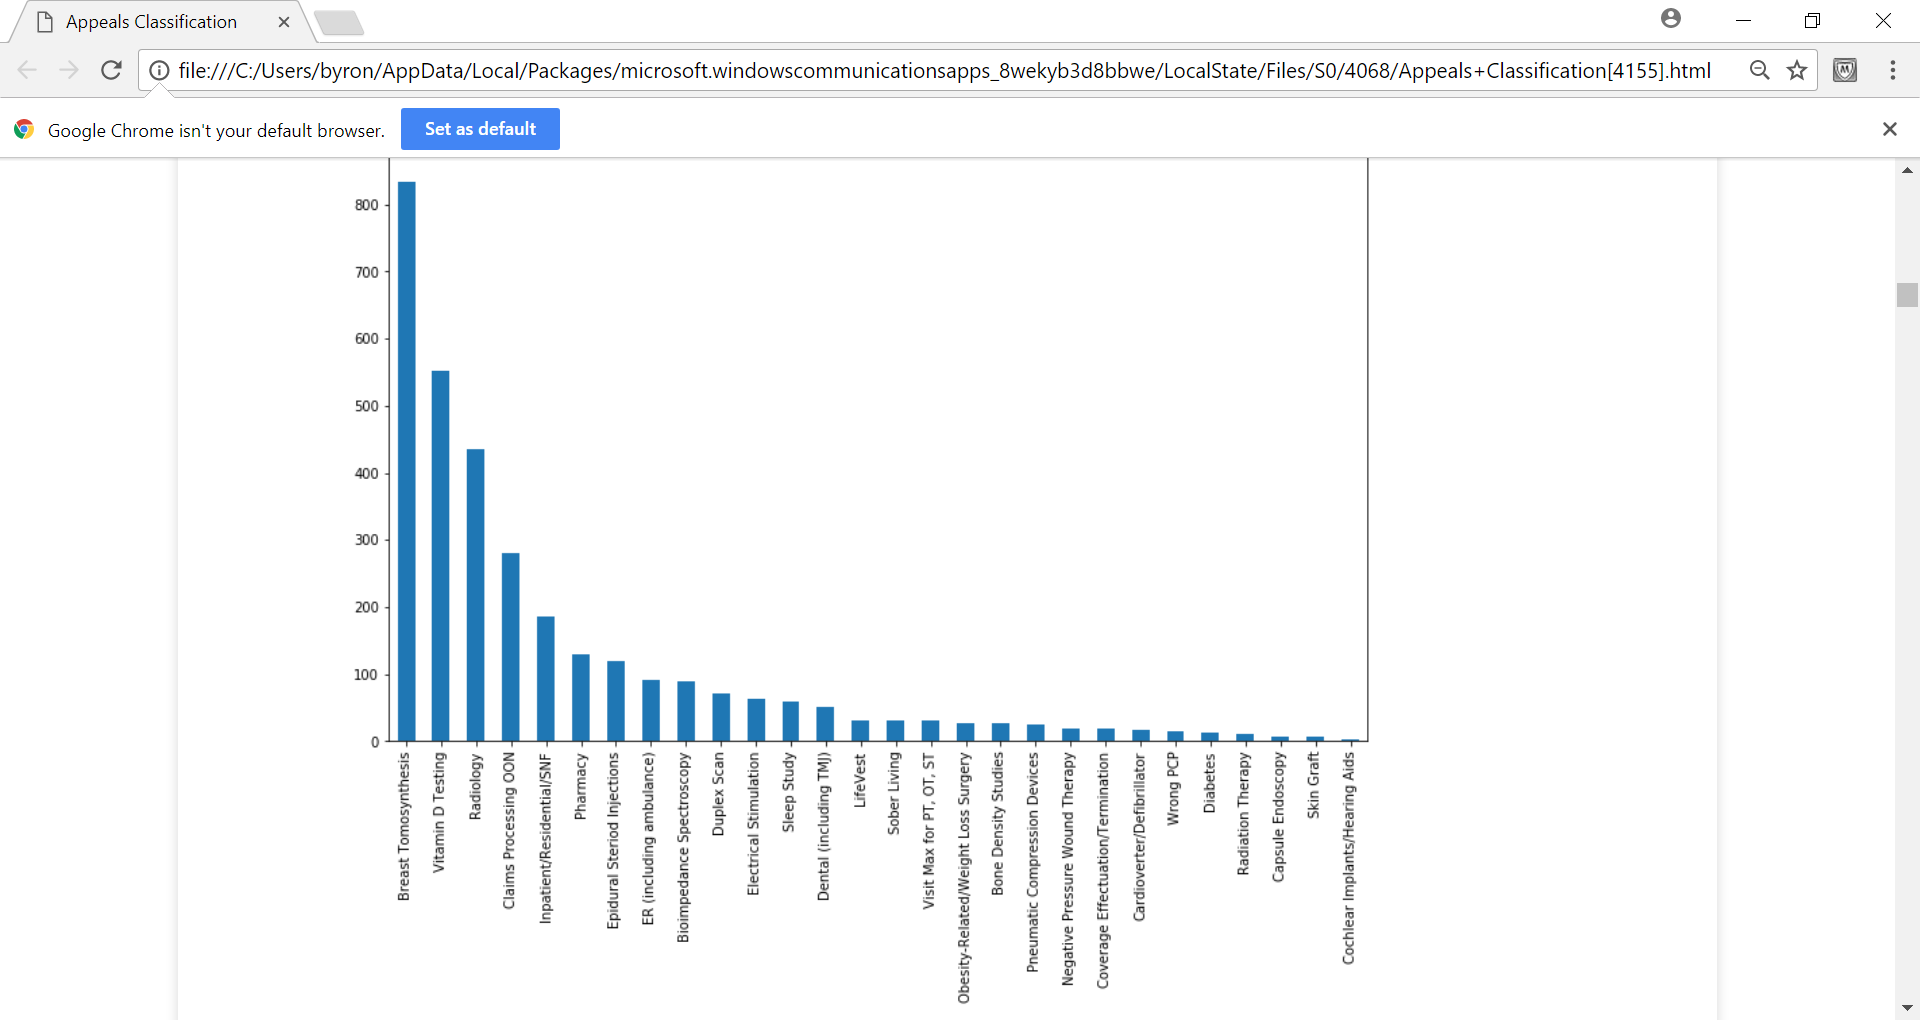 Appeals Classification
file:///C:/Users/byron/AppData/Local/Packages/microsoft.windowscommunicationsapps_8wekyb3d8bbwe/LocalState/Files/S0/4068/Appeals+Classification[4155].html
Google Chrome isn't your default browser.
Set as default
800
700
600
500
400
300
200
100
0
Breast Tomosynthesis
Vitamin D Testing
Radiology
Claims Processing OON
Inpatient/Residential/SNF
Pharmacy
Epidural Steriod Injections
ER (including ambulance)
Bioimpedance Spectroscopy
Duplex Scan
Electrical Stimulation
Sleep Study
Dental (including TMJ)
LifeVest
Sober Living
Visit Max for PT, OT, ST
Obesity-Related/Weight Loss Surgery
Bone Density Studies
Pneumatic Compression Devices
Negative Pressure Wound Therapy
Coverage Effectuation/Termination
Cardioverter/Defibrillator
Wrong PCP
Diabetes
Radiation Therapy
Capsule Endoscopy
Skin Graft
Cochlear Implants/Hearing Aids